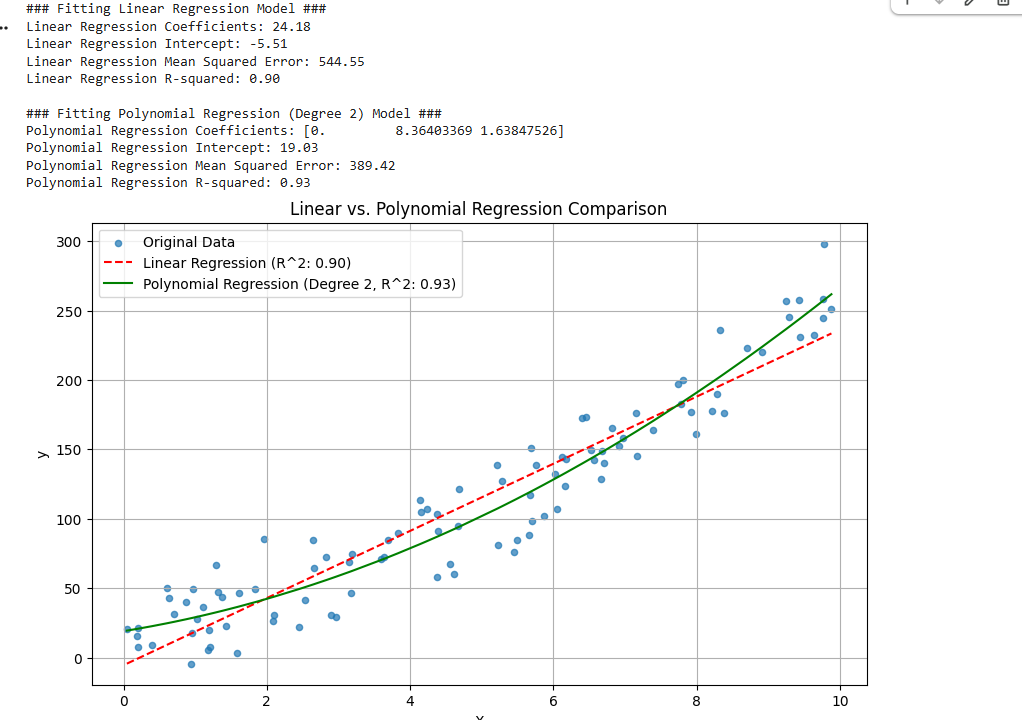 ### Fitting Linear Regression Model ###
Linear Regression Coefficients: 24.18
Linear Regression Intercept: -5.51
Linear Regression Mean Squared Error: 544.55
Linear Regression R-squared: 0.90
### Fitting Polynomial Regression (Degree 2) Model ###
Polynomial Regression Coefficients: [0.         8.36403369 1.63847526]
Polynomial Regression Intercept: 19.03
Polynomial Regression Mean Squared Error: 389.42
Polynomial Regression R-squared: 0.93
Linear vs. Polynomial Regression Comparison
Original Data
Linear Regression (R^2: 0.90)
Polynomial Regression (Degree 2, R^2: 0.93)
300
250
200
150
100
50
0
y
0 2 4 6 8 10